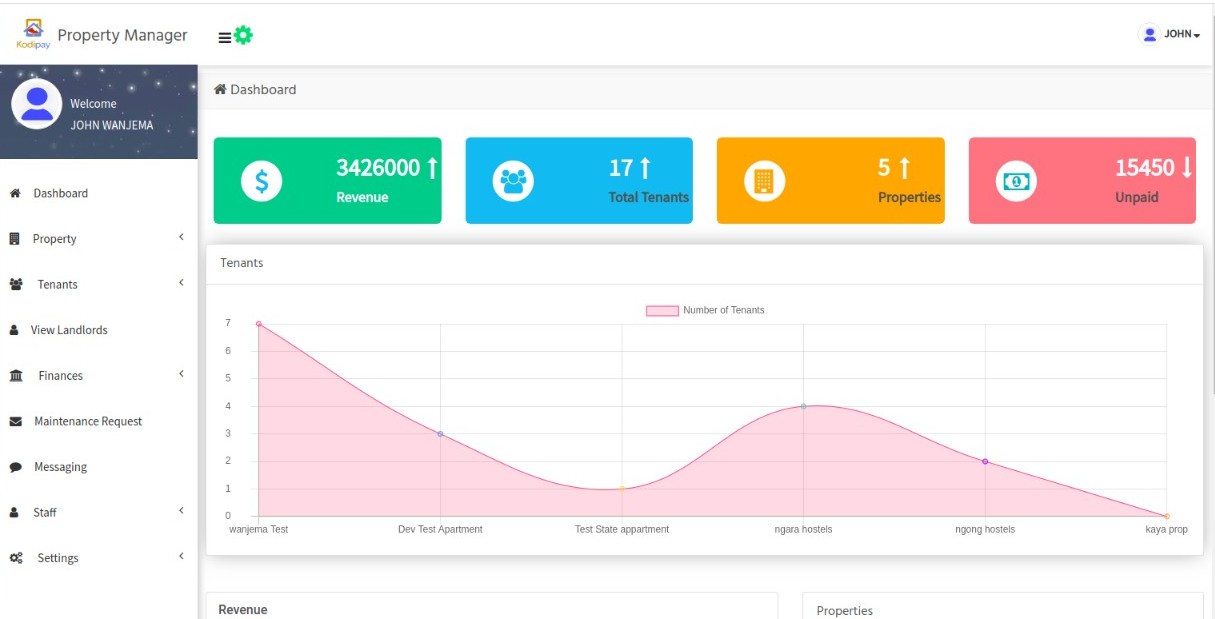 Kodipay
Property Manager
JOHN
Welcome
JOHN WANJEMA
Dashboard
Property
Tenants
View Landlords
Finances
Maintenance Request
Messaging
Staff
Settings
Dashboard
3426000
Revenue
17
Total Tenants
5
Properties
15450
Unpaid
Tenants
Number of Tenants
7
6
5
4
3
2
1
0
wanjema Test
Dev Test Apartment
Test State appartment
ngara hostels
ngong hostels
kaya prop
Revenue
Properties